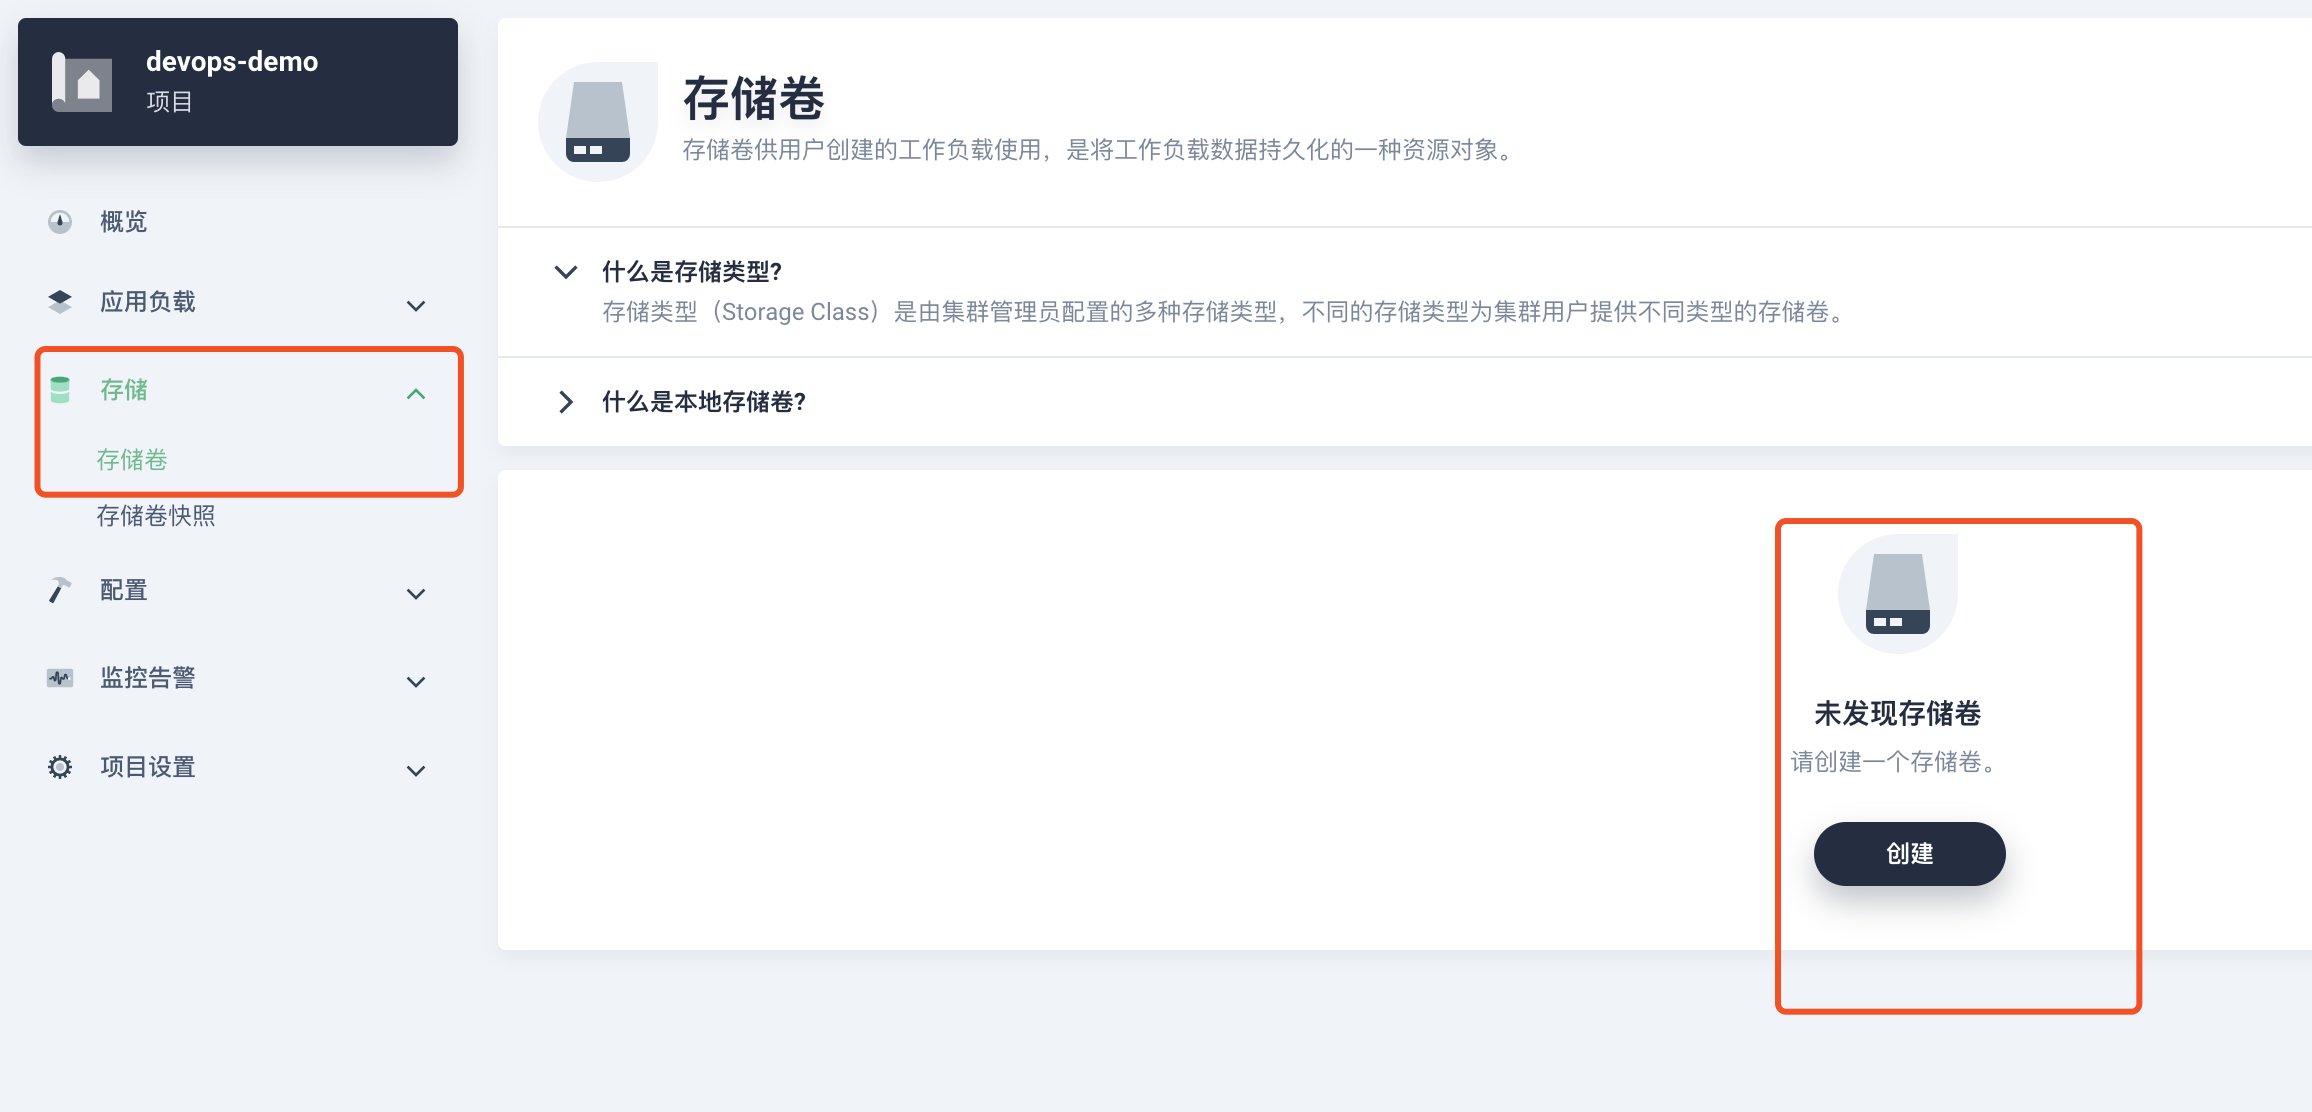 devops-demo
项目
概览
应用负载
存储
存储卷
存储卷快照
配置
监控告警
项目设置
存储卷
存储卷供用户创建的工作负载使用，是将工作负载数据持久化的一种资源对象。
什么是存储类型?
存储类型（Storage Class）是由集群管理员配置的多种存储类型，不同的存储类型为集群用户提供不同类型的存储卷。
什么是本地存储卷?
未发现存储卷
请创建一个存储卷。
创建